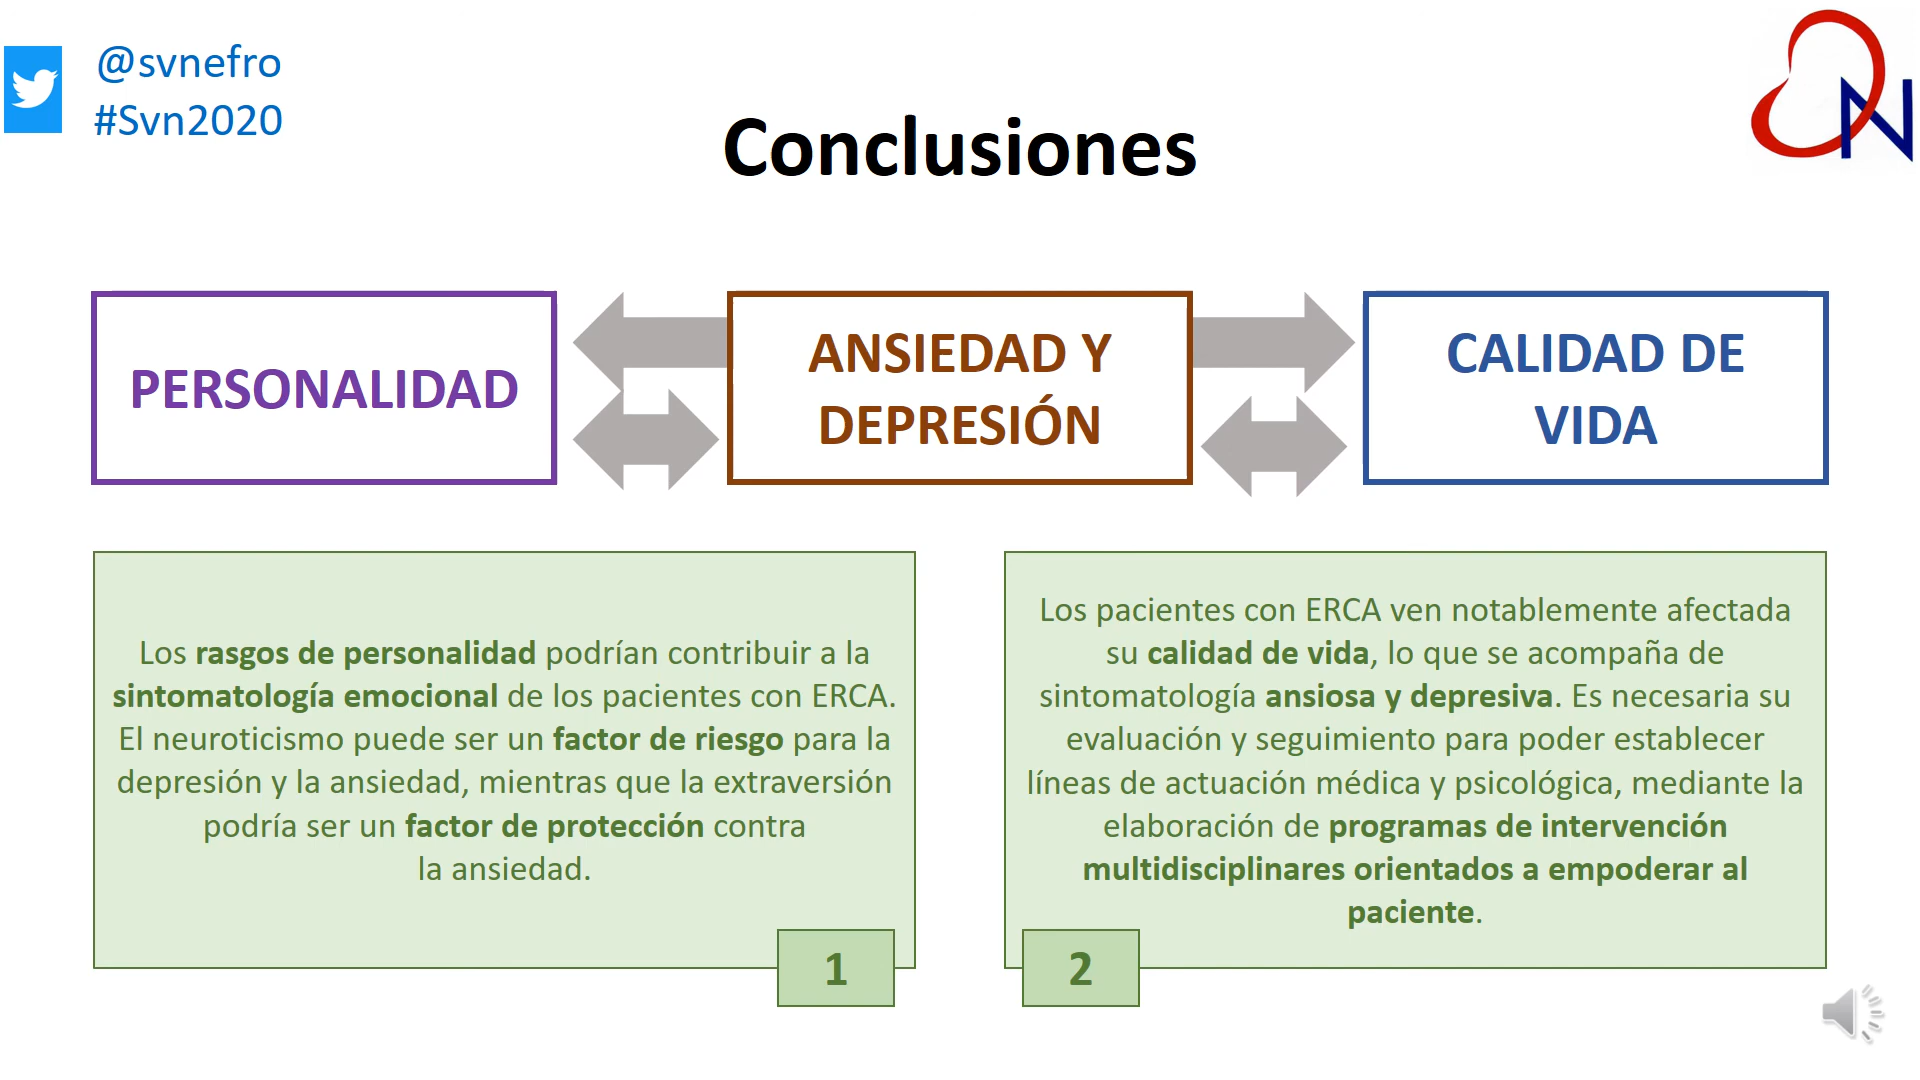 @svnefro
#Svn2020
N
Conclusiones
PERSONALIDAD
ANSIEDAD Y
DEPRESIÓN
CALIDAD DE
VIDA
Los rasgos de personalidad podrían contribuir a la
sintomatología emocional de los pacientes con ERCA.
El neuroticismo puede ser un factor de riesgo para la
depresión y la ansiedad, mientras que la extraversión
podría ser un factor de protección contra
la ansiedad.
1
Los pacientes con ERCA ven notablemente afectada
su calidad de vida, lo que se acompaña de
sintomatología ansiosa y depresiva. Es necesaria su
evaluación y seguimiento para poder establecer
líneas de actuación médica y psicológica, mediante la
elaboración de programas de intervención
multidisciplinares orientados a empoderar al
paciente.
2